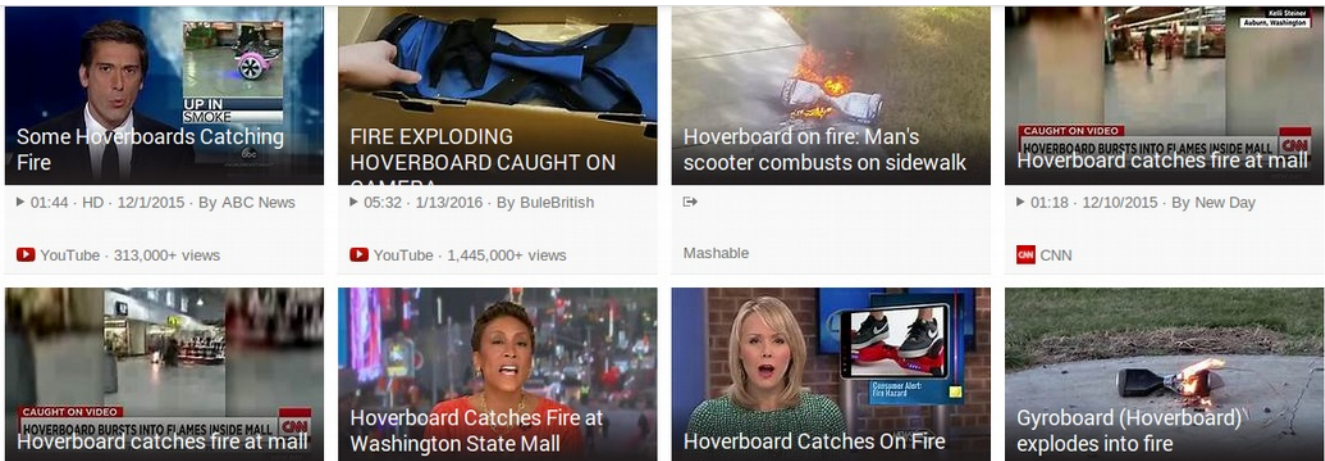 Kelli Steiner
Auburn, Washington
UP IN
SMOKE
Some Hoverboards Catching
Fire
abc
FIRE EXPLODING
HOVERBOARD CAUGHT ON
CAMERA
Hoverboard on fire: Man's
scooter combusts on sidewalk
CAUGHT ON VIDEO
HOVERBOARD BURSTS INTO FLAMES INSIDE MALL
CNN
Hoverboard catches fire at mall
01:44 · HD · 12/1/2015 · By ABC News
05:32 · 1/13/2016 · By BuleBritish
01:18 · 12/10/2015 · By New Day
YouTube · 313,000+ views
YouTube · 1,445,000+ views
Mashable
CNN CNN
CAUGHT ON VIDEO
HOVERBOARD BURSTS INTO FLAMES INSIDE MALL
CNN
Hoverboard catches fire at mall
Hoverboard Catches Fire at
Washington State Mall
Consumer Alert:
Fire Hazard
Hoverboard Catches On Fire
Gyroboard (Hoverboard)
explodes into fire